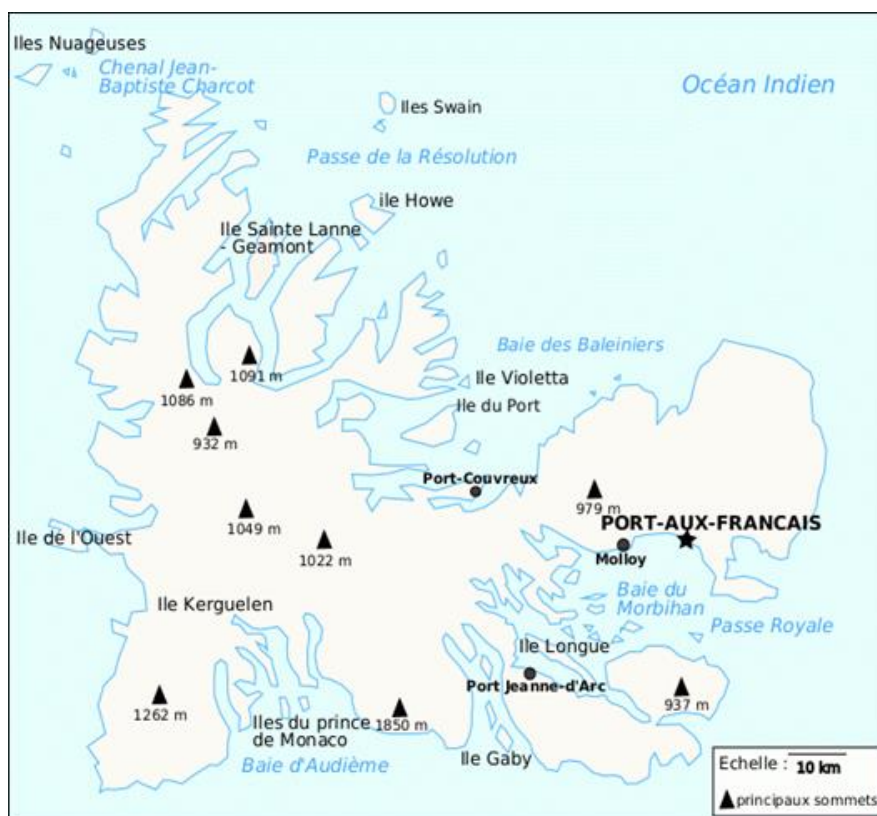 Iles Nuageuses
Chenal Jean-
Baptiste Charcot
Océan Indien
Iles Swain
Passe de la Résolution
ile Howe
Ile Sainte Lanne
- Geamont
Baie des Baleiniers
1091 m
Ile Violetta
1086 m
Ile du Port
932 m
Port-Couvreux
979 m
1049 m
PORT-AUX-FRANCAIS
Ile de l'Ouest
1022 m
Molloy
Baie du
Morbihan
Ile Kerguelen
Passe Royale
Ile Longue
Port Jeanne-d'Arc
937 m
1262 m
Iles du prince
de Monaco
1850 m
Ile Gaby
Baie d'Audième
Echelle : 10 km
principaux sommets